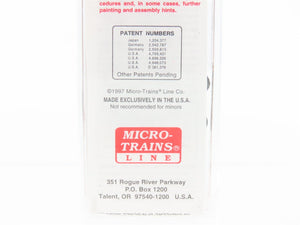 cedures and, in some cases, further
painting and assembly hints.
PATENT NUMBERS
Japan
Germany
Germany
U.S.A.
U.S.A.
U.S.A.
U.S.A.
Other Patents Pending
©1997 Micro-Trains® Line Co.
MADE EXCLUSIVELY IN THE U.S.A.
Not recommended for minors
MICRO-
TRAINS®
LINE
351 Rogue River Parkway
P.O. Box 1200
Talent, OR 97540-1200 U.S.A.